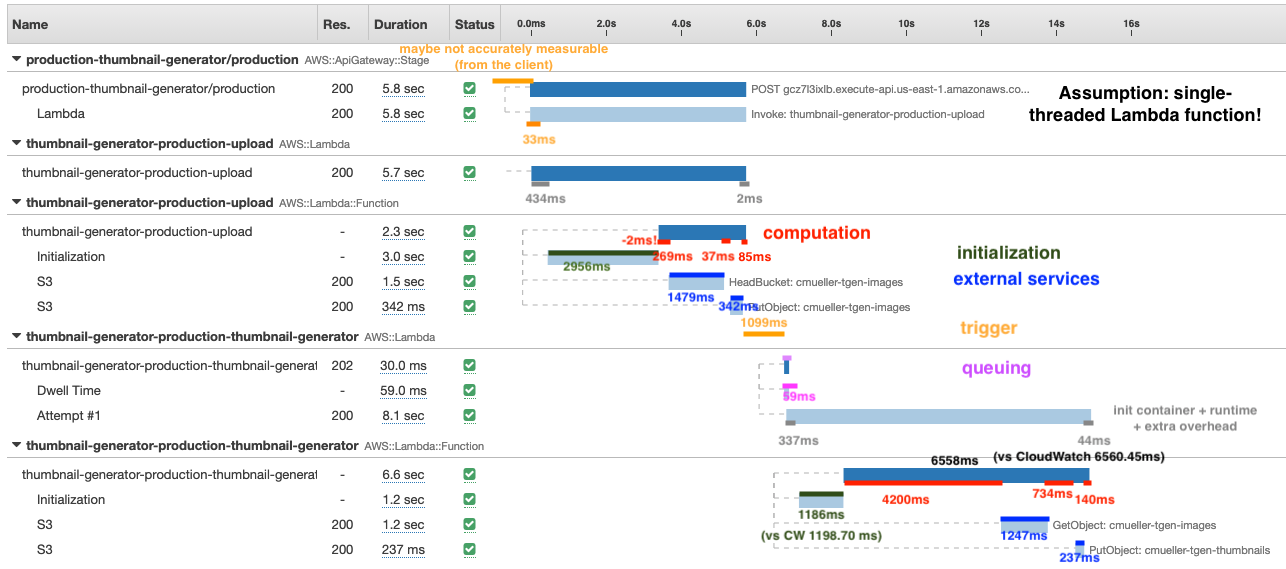 Name Res. Duration Status 0.0ms 2.0s 4.0s 6.0s 8.0s 10s 12s 14s 16s
maybe not accurately measurable
(from the client)
production-thumbnail-generator/production AWS::ApiGateway::Stage
production-thumbnail-generator/production 200 5.8 sec POST gcz7l3ixlb.execute-api.us-east-1.amazonaws.co...
Assumption: single-
threaded Lambda function!
Lambda 200 5.8 sec Invoke: thumbnail-generator-production-upload
33ms
thumbnail-generator-production-upload AWS::Lambda
thumbnail-generator-production-upload 200 5.7 sec
434ms 2ms
thumbnail-generator-production-upload AWS::Lambda::Function
thumbnail-generator-production-upload - 2.3 sec computation
-2ms! 269ms 37ms 85ms
Initialization - 3.0 sec initialization
2956ms
S3 200 1.5 sec HeadBucket: cmueller-tgen-images external services
1479ms
S3 200 342 ms 342ms PutObject: cmueller-tgen-images
1099ms trigger
thumbnail-generator-production-thumbnail-generator AWS::Lambda
thumbnail-generator-production-thumbnail-generat 202 30.0 ms queuing
Dwell Time - 59.0 ms 59ms
Attempt #1 200 8.1 sec
init container + runtime
+ extra overhead
337ms 44ms
thumbnail-generator-production-thumbnail-generator AWS::Lambda::Function
6558ms (vs CloudWatch 6560.45ms)
thumbnail-generator-production-thumbnail-generat - 6.6 sec
4200ms 734ms 140ms
Initialization - 1.2 sec
1186ms
S3 200 1.2 sec GetObject: cmueller-tgen-images
(vs CW 1198.70 ms) 1247ms
S3 200 237 ms PutObject: cmueller-tgen-thumbnails
237ms